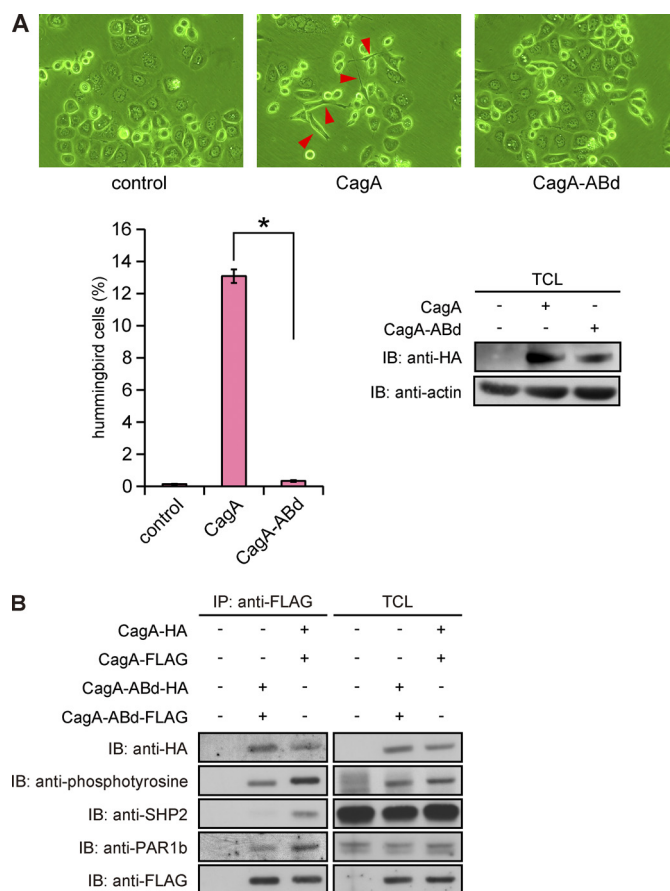 A
control
CagA
CagA-ABd
hummingbird cells (%)
16
14
12
10
8
6
4
2
0
*
control
CagA
CagA-ABd
TCL
CagA - + -
CagA-ABd - - +
IB: anti-HA
IB: anti-actin
B
IP: anti-FLAG TCL
CagA-HA - - + - - +
CagA-FLAG - - + - - +
CagA-ABd-HA - + - - + -
CagA-ABd-FLAG - + - - + -
IB: anti-HA
IB: anti-phosphotyrosine
IB: anti-SHP2
IB: anti-PAR1b
IB: anti-FLAG